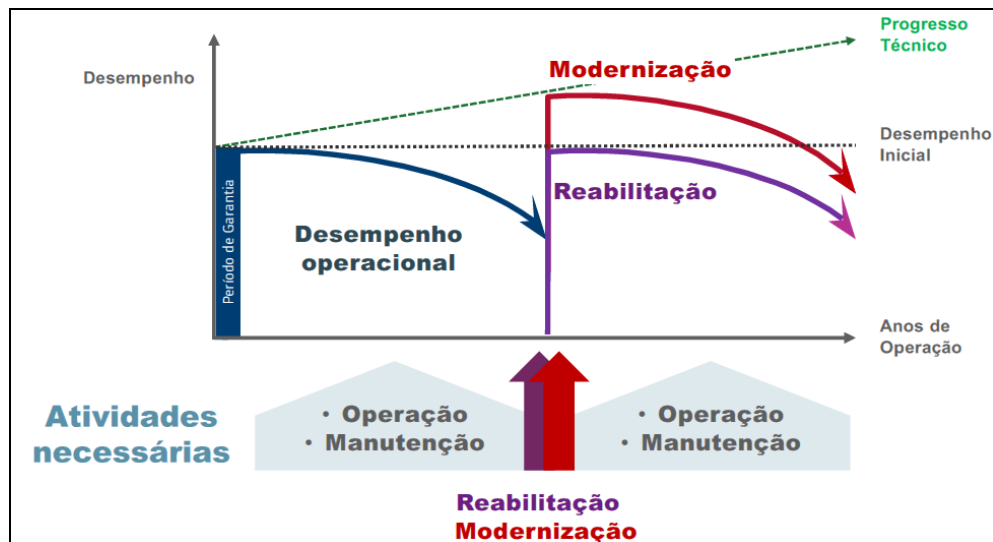 Progresso
Técnico
Modernização
Desempenho
Desempenho
Inicial
Reabilitação
Período de Garantia
Desempenho
operacional
Anos de
Operação
Atividades
necessárias
• Operação
• Manutenção
• Operação
• Manutenção
Reabilitação
Modernização